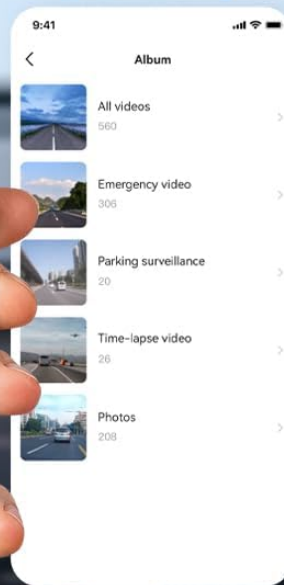 9:41
Album
All videos
560
Emergency video
306
Parking surveillance
20
Time-lapse video
26
Photos
208